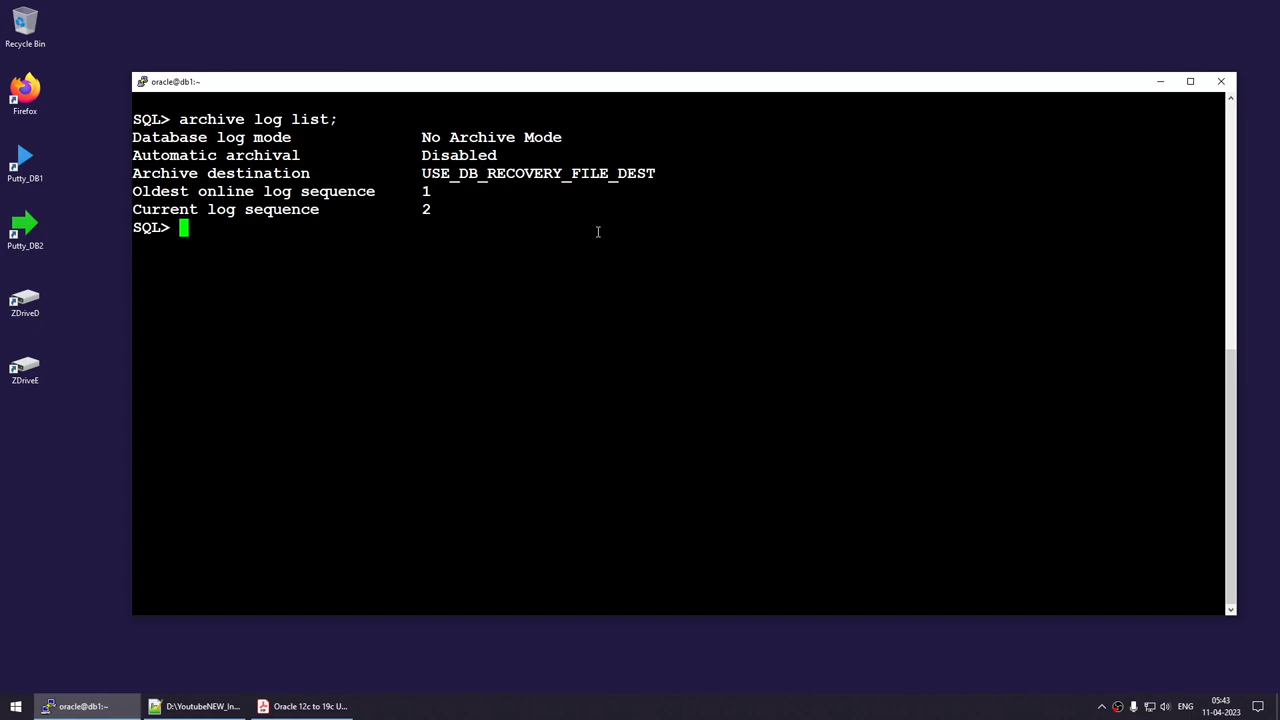 Recycle Bin
Firefox
Putty_DB1
Putty_DB2
ZDriveD
ZDriveE
oracle@db1:~
SQL> archive log list;
Database log mode No Archive Mode
Automatic archival Disabled
Archive destination USE_DB_RECOVERY_FILE_DEST
Oldest online log sequence 1
Current log sequence 2
SQL>
oracle@db1:~
D:\YoutubeNEW_In...
Oracle 12c to 19c U...
ENG
05:43
11-04-2023